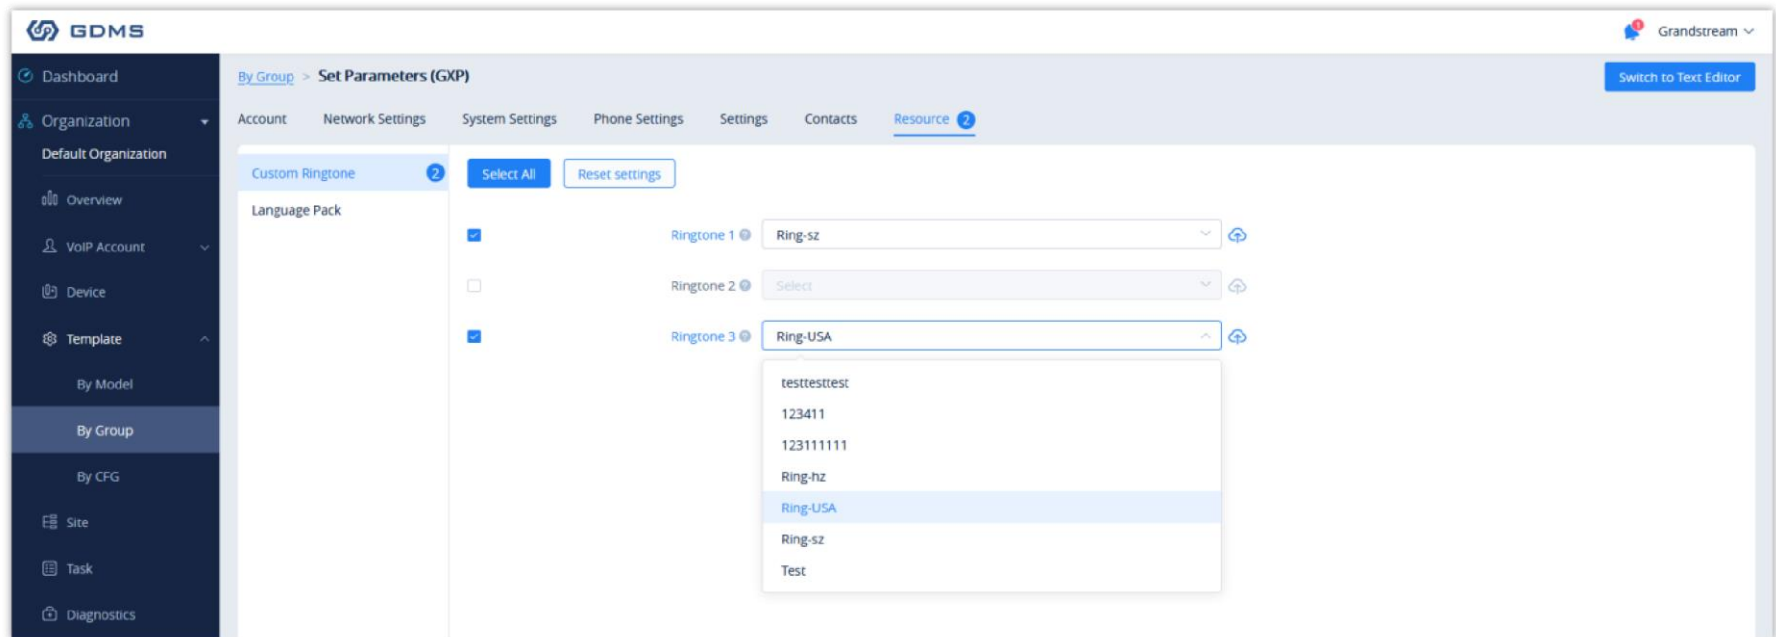 GDMS
1
Grandstream
Dashboard
Organization
Default Organization
Overview
VoIP Account
Device
Template
By Model
By Group
By CFG
Site
Task
Diagnostics
By Group > Set Parameters (GXP)
Switch to Text Editor
Account Network Settings System Settings Phone Settings Settings Contacts Resource 2
Custom Ringtone 2
Language Pack
Select All Reset settings
Ringtone 1 ? Ring-sz
Ringtone 2 ? Select
Ringtone 3 ? Ring-USA
testtesttest
123411
123111111
Ring-hz
Ring-USA
Ring-sz
Test